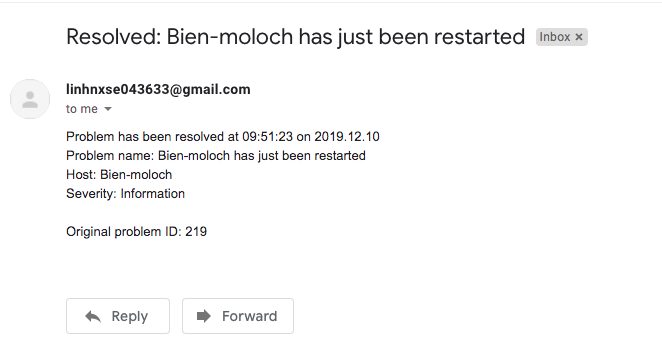 Resolved: Bien-moloch has just been restarted Inbox ×
linhnxse043633@gmail.com
to me
Problem has been resolved at 09:51:23 on 2019.12.10
Problem name: Bien-moloch has just been restarted
Host: Bien-moloch
Severity: Information
Original problem ID: 219
Reply Forward